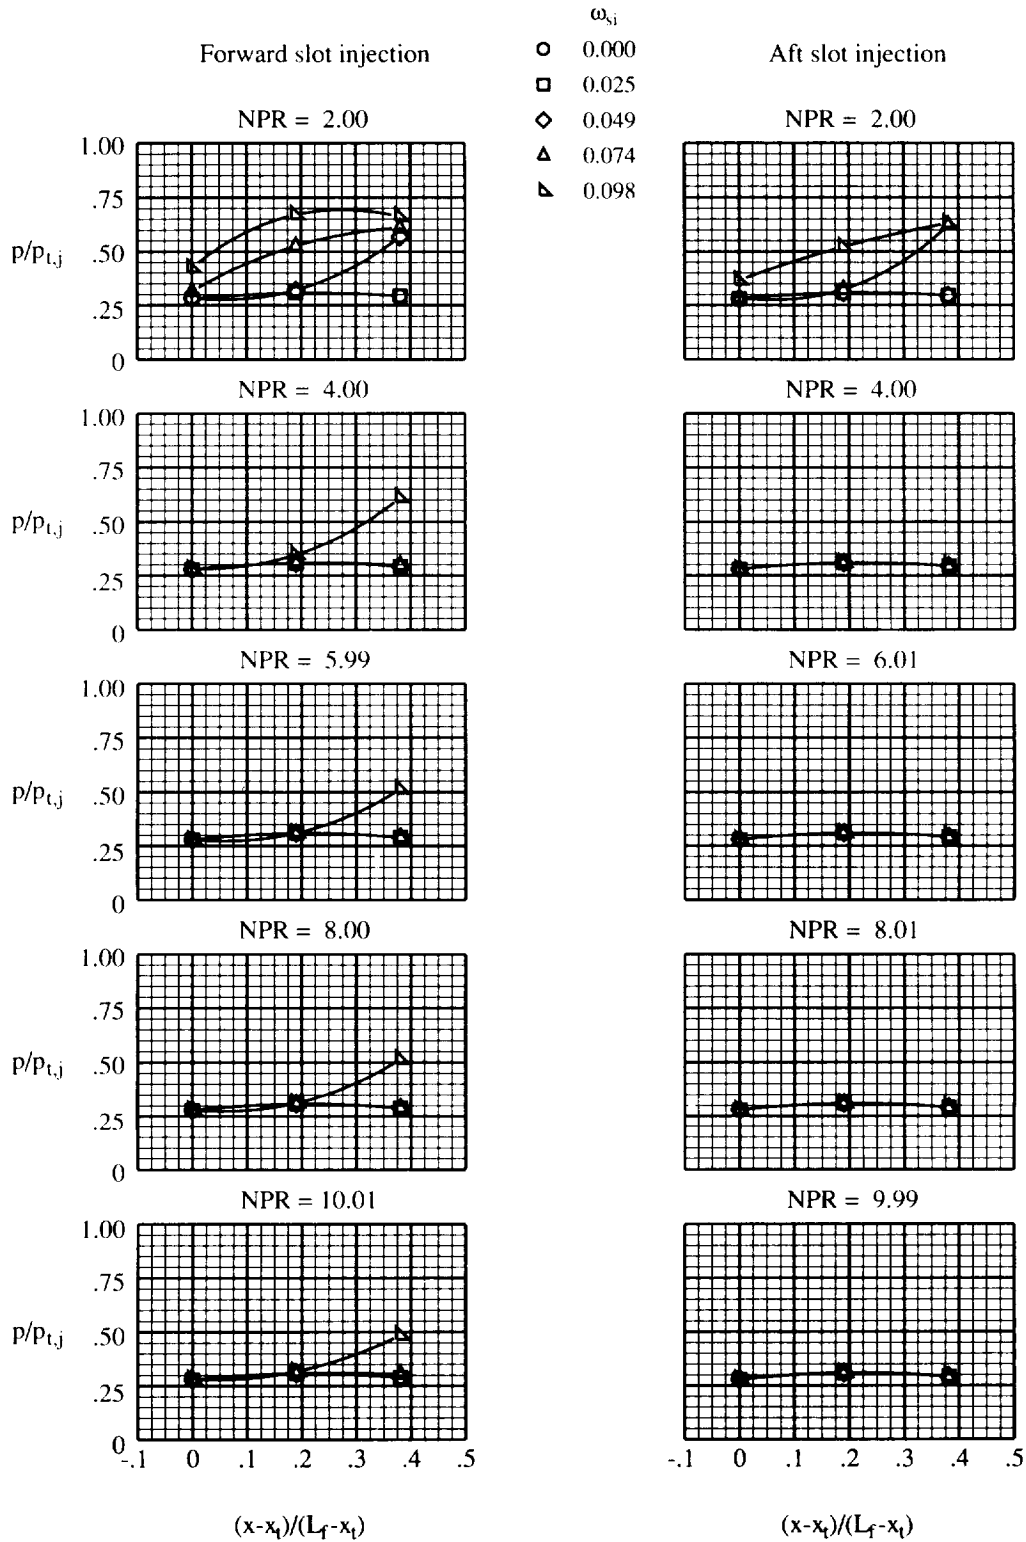 ω_si
Forward slot injection
0.000
Aft slot injection
0.025
0.049
0.074
0.098
NPR = 2.00
1.00
.75
p/p_t,j
.50
.25
0
NPR = 2.00
NPR = 4.00
1.00
.75
p/p_t,j
.50
.25
0
NPR = 4.00
NPR = 5.99
1.00
.75
p/p_t,j
.50
.25
0
NPR = 6.01
NPR = 8.00
1.00
.75
p/p_t,j
.50
.25
0
NPR = 8.01
NPR = 10.01
1.00
.75
p/p_t,j
.50
.25
0
-.1 0 .1 .2 .3 .4 .5
(x-x_t)/(L_f-x_t)
NPR = 9.99
-.1 0 .1 .2 .3 .4 .5
(x-x_t)/(L_f-x_t)